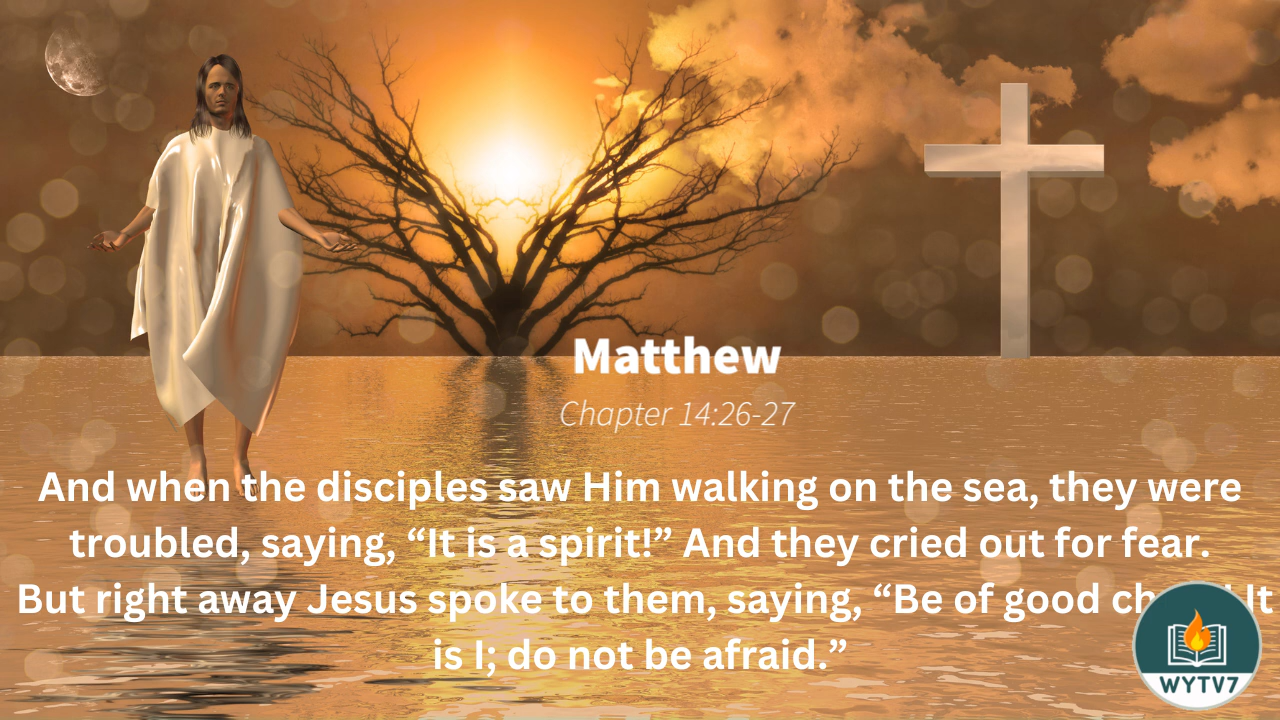 Matthew
Chapter 14:26-27
And when the disciples saw Him walking on the sea, they were
troubled, saying, “It is a spirit!” And they cried out for fear.
But right away Jesus spoke to them, saying, “Be of good It
is I; do not be afraid.”
WYTV7